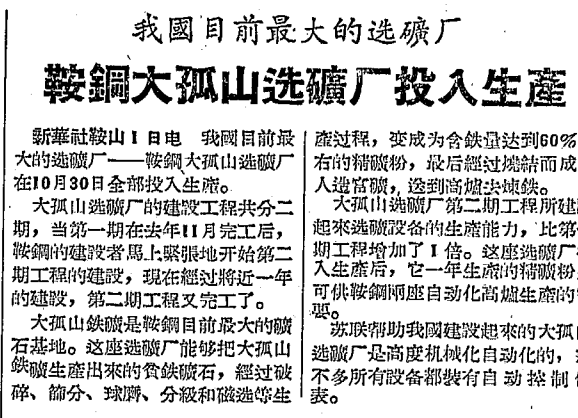 我國目前最大的选礦厂
鞍鋼大孤山选礦厂投入生產
新華社鞍山1日电　我國目前最
大的选礦厂——鞍鋼大孤山选礦厂
在10月30日全部投入生產。
大孤山选礦厂的建設工程共分二
期，当第一期在去年11月完工后，
鞍鋼的建設者馬上緊張地开始第二
期工程的建設，現在經过將近一年
的建設，第二期工程又完工了。
大孤山鉄礦是鞍鋼目前最大的礦
石基地。这座选礦厂能够把大孤山
鉄礦生產出來的貧鉄礦石，經过破
碎、篩分、球磨、分級和磁选等生
產过程，变成为含鉄量达到60%
右的精礦粉，最后經过燒結而成
人造富礦，送到高爐去煉鉄。
大孤山选礦厂第二期工程所建
起來选礦設备的生產能力，比第
期工程增加了1倍。这座选礦厂
入生產后，它一年生產的精礦粉
可供鞍鋼兩座自动化高爐生產的
要。
苏联帮助我國建設起來的大孤
选礦厂是高度机械化自动化的，
不多所有設备都裝有自动控制
表。